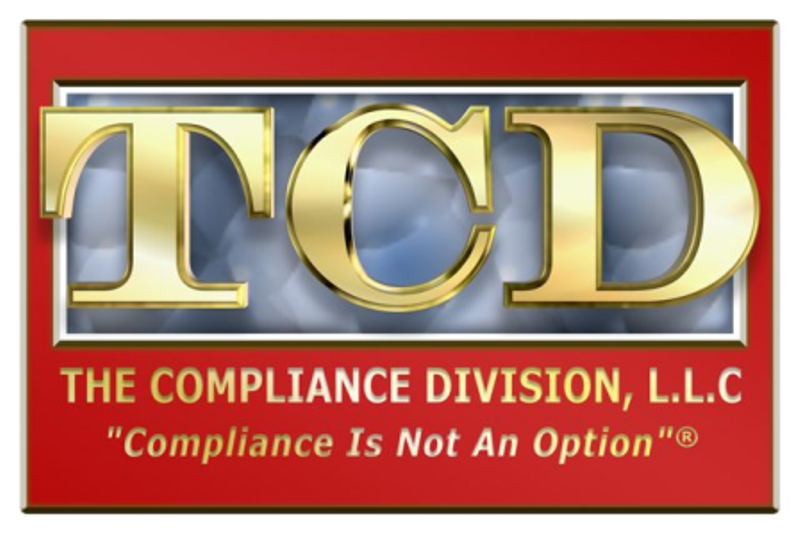 TCD
THE COMPLIANCE DIVISION, L.L.C
"Compliance Is Not An Option"®